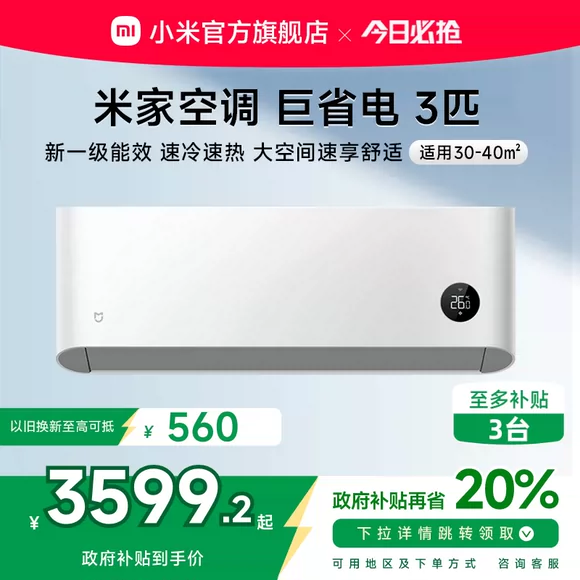 小米官方旗舰店 × 今日必抢
米家空调 巨省电 3匹
新一级能效 速冷速热 大空间速享舒适 适用30-40m²
26℃
以旧换新至高可抵 ¥ 560
至多补贴
3台
¥3599.2起
政府补贴到手价
政府补贴再省 20%
下拉详情跳转领取
可用地区及下单方式 咨询客服